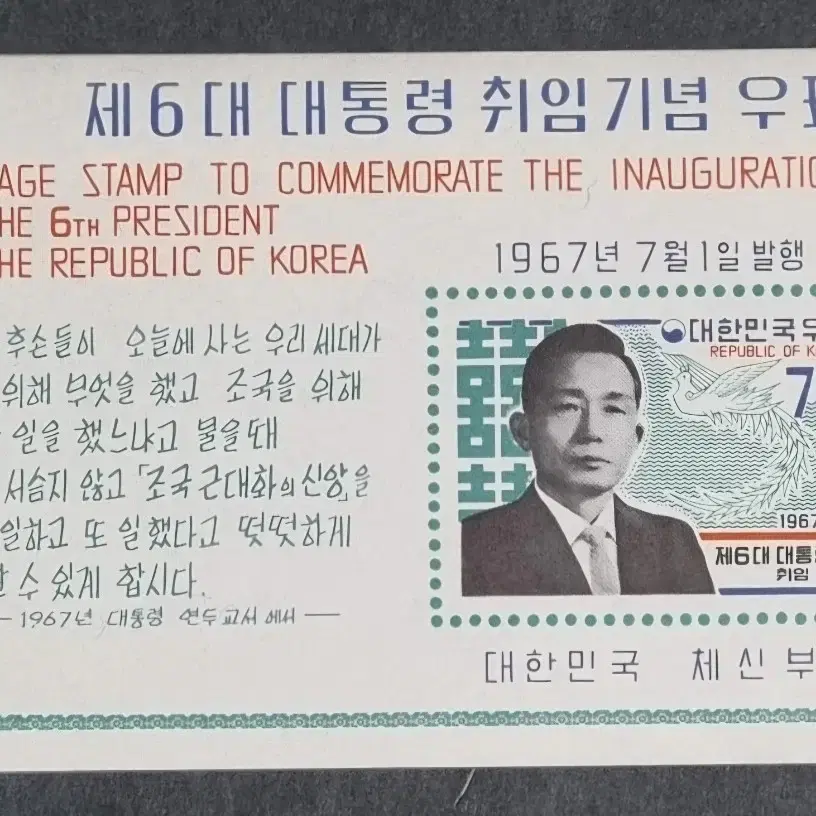 제6대 대통령 취임기념 우표
AGE STAMP TO COMMEMORATE THE INAUGURATIO
HE 6TH PRESIDENT
HE REPUBLIC OF KOREA
1967년 7월 1일 발행
후손들이 오늘에 사는 우리 세대가
위해 무엇을 했고 조국을 위해
일을 했느냐고 물을 때
서슴지 않고 「조국 근대화의 신앙」을
일하고 또 일했다고 떳떳하게
할 수 있게 합시다.
— 1967년 대통령 연두교서에서 —
대한민국우
REPUBLIC OF K
7
1967
제6대 대통
취임
대한민국 체신부